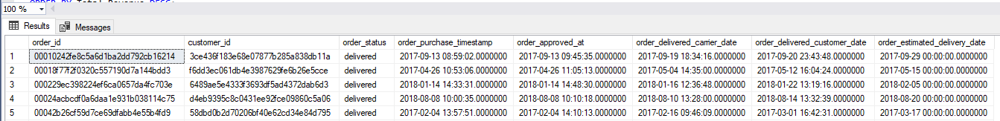 ORDER BY Total_Revenue DESC;
100 %
Results Messages
order_id customer_id order_status order_purchase_timestamp order_approved_at order_delivered_carrier_date order_delivered_customer_date order_estimated_delivery_date
1 00010242fe8c5a6d1ba2dd792cb16214 3ce436f183e68e07877b285a838db11a delivered 2017-09-13 08:59:02.0000000 2017-09-13 09:45:35.0000000 2017-09-19 18:34:16.0000000 2017-09-20 23:43:48.0000000 2017-09-29 00:00:00.0000000
2 00018f77f2f0320c557190d7a144bdd3 f6dd3ec061db4e3987629fe6b26e5cce delivered 2017-04-26 10:53:06.0000000 2017-04-26 11:05:13.0000000 2017-05-04 14:35:00.0000000 2017-05-12 16:04:24.0000000 2017-05-15 00:00:00.0000000
3 000229ec398224ef6ca0657da4fc703e 6489ae5e4333f3693df5ad4372dab6d3 delivered 2018-01-14 14:33:31.0000000 2018-01-14 14:48:30.0000000 2018-01-16 12:36:48.0000000 2018-01-22 13:19:16.0000000 2018-02-05 00:00:00.0000000
4 00024acbcdf0a6daa1e931b038114c75 d4eb9395c8c0431ee92fce09860c5a06 delivered 2018-08-08 10:00:35.0000000 2018-08-08 10:10:18.0000000 2018-08-10 13:28:00.0000000 2018-08-14 13:32:39.0000000 2018-08-20 00:00:00.0000000
5 00042b26cf59d7ce69dfabb4e55b4fd9 58dbd0b2d70206bf40e62cd34e84d795 delivered 2017-02-04 13:57:51.0000000 2017-02-04 14:10:13.0000000 2017-02-16 09:46:09.0000000 2017-03-01 16:42:31.0000000 2017-03-17 00:00:00.0000000